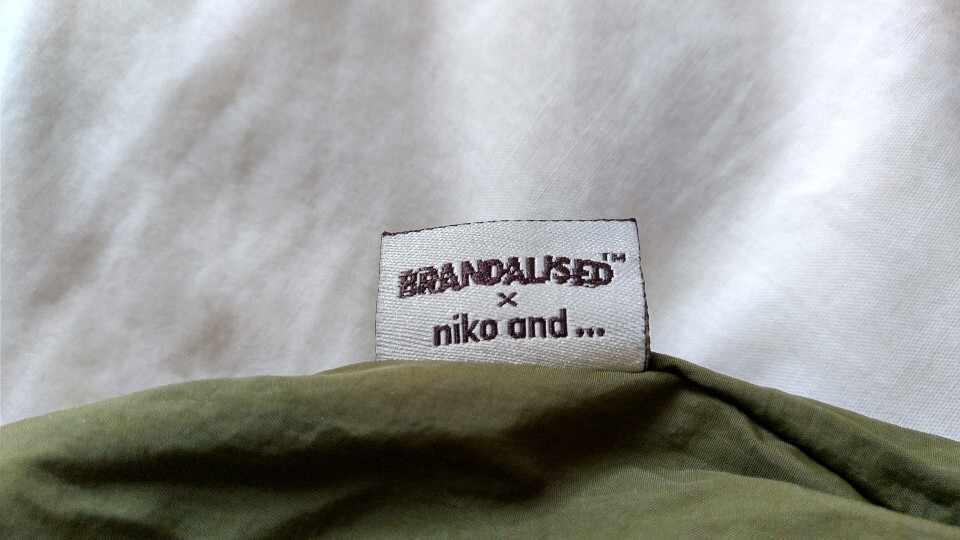 BRANDALISED™
×
niko and ...